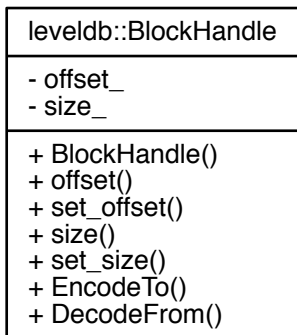 leveldb::BlockHandle
- offset_
- size_
+ BlockHandle()
+ offset()
+ set_offset()
+ size()
+ set_size()
+ EncodeTo()
+ DecodeFrom()